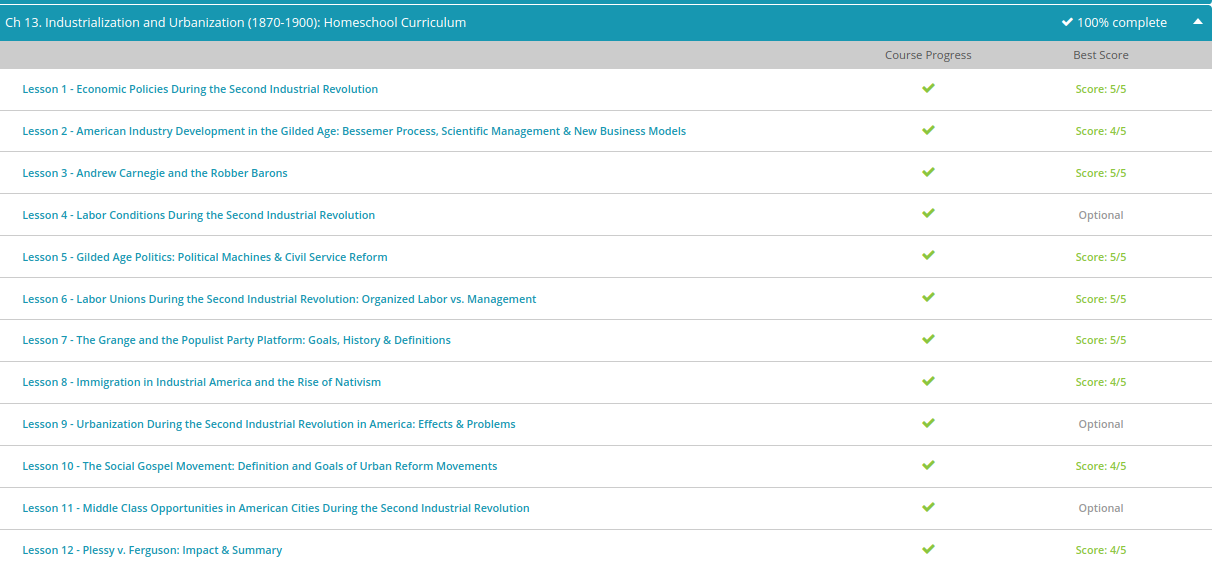 Ch 13. Industrialization and Urbanization (1870-1900): Homeschool Curriculum 100% complete
Course Progress Best Score
Lesson 1 - Economic Policies During the Second Industrial Revolution Score: 5/5
Lesson 2 - American Industry Development in the Gilded Age: Bessemer Process, Scientific Management & New Business Models Score: 4/5
Lesson 3 - Andrew Carnegie and the Robber Barons Score: 5/5
Lesson 4 - Labor Conditions During the Second Industrial Revolution Optional
Lesson 5 - Gilded Age Politics: Political Machines & Civil Service Reform Score: 5/5
Lesson 6 - Labor Unions During the Second Industrial Revolution: Organized Labor vs. Management Score: 5/5
Lesson 7 - The Grange and the Populist Party Platform: Goals, History & Definitions Score: 5/5
Lesson 8 - Immigration in Industrial America and the Rise of Nativism Score: 4/5
Lesson 9 - Urbanization During the Second Industrial Revolution in America: Effects & Problems Optional
Lesson 10 - The Social Gospel Movement: Definition and Goals of Urban Reform Movements Score: 4/5
Lesson 11 - Middle Class Opportunities in American Cities During the Second Industrial Revolution Optional
Lesson 12 - Plessy v. Ferguson: Impact & Summary Score: 4/5